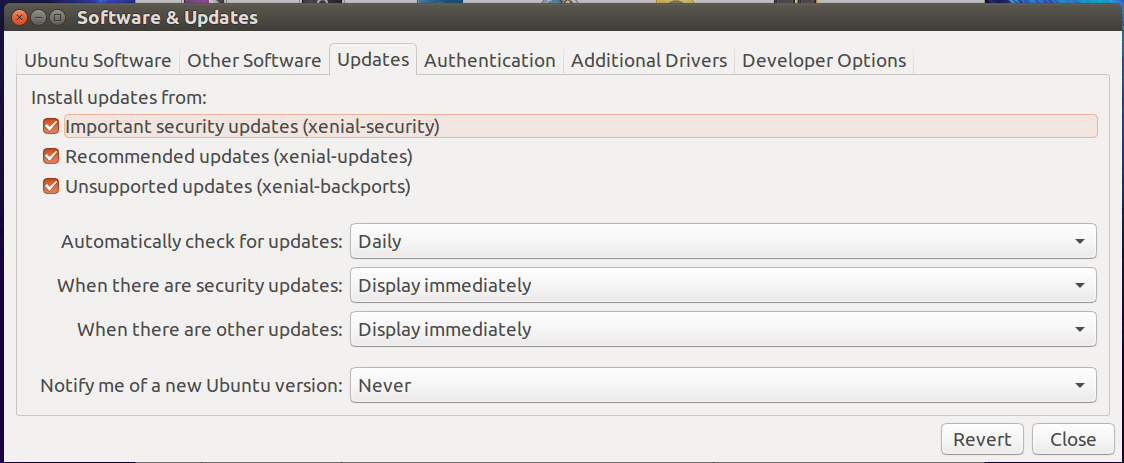 Software & Updates
Ubuntu Software Other Software Updates Authentication Additional Drivers Developer Options
Install updates from:
Important security updates (xenial-security)
Recommended updates (xenial-updates)
Unsupported updates (xenial-backports)
Automatically check for updates: Daily
When there are security updates: Display immediately
When there are other updates: Display immediately
Notify me of a new Ubuntu version: Never
Revert Close